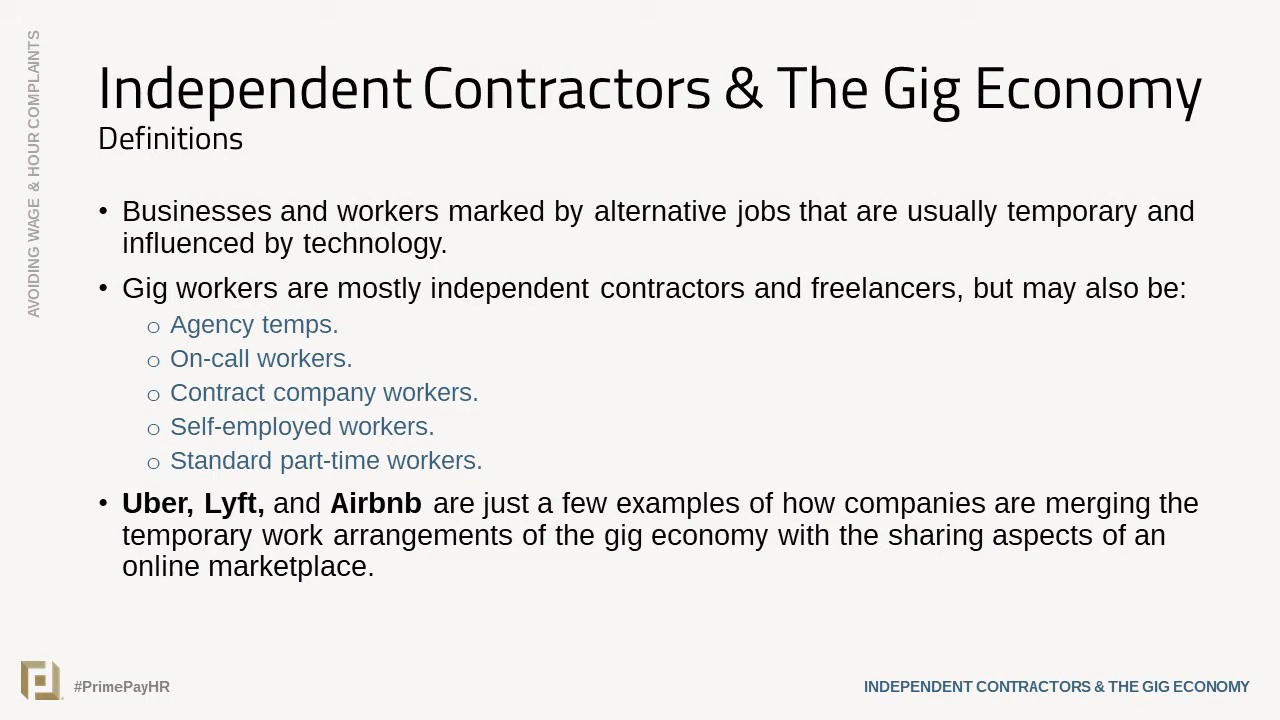 AVOIDING WAGE & HOUR COMPLAINTS
Independent Contractors & The Gig Economy
Definitions
• Businesses and workers marked by alternative jobs that are usually temporary and
influenced by technology.
• Gig workers are mostly independent contractors and freelancers, but may also be:
o Agency temps.
o On-call workers.
o Contract company workers.
o Self-employed workers.
o Standard part-time workers.
• Uber, Lyft, and Airbnb are just a few examples of how companies are merging the
temporary work arrangements of the gig economy with the sharing aspects of an
online marketplace.
#PrimePayHR
INDEPENDENT CONTRACTORS & THE GIG ECONOMY